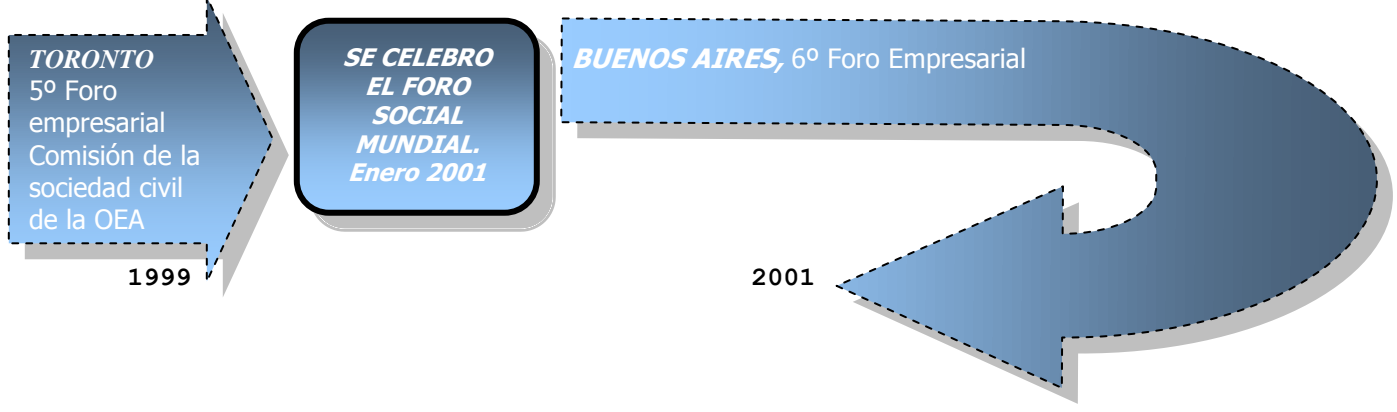 TORONTO
5º Foro
empresarial
Comisión de la
sociedad civil
de la OEA
1999
SE CELEBRO
EL FORO
SOCIAL
MUNDIAL.
Enero 2001
BUENOS AIRES, 6º Foro Empresarial
2001